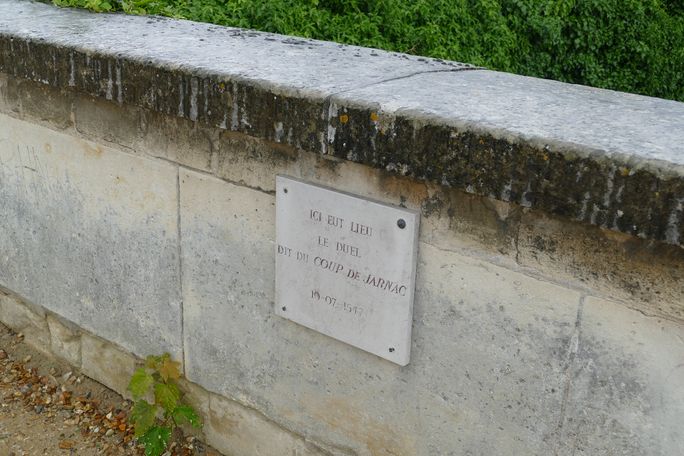 ICI EUT LIEU
LE DUEL
DIT DU COUP DE JARNAC
10-07-1547